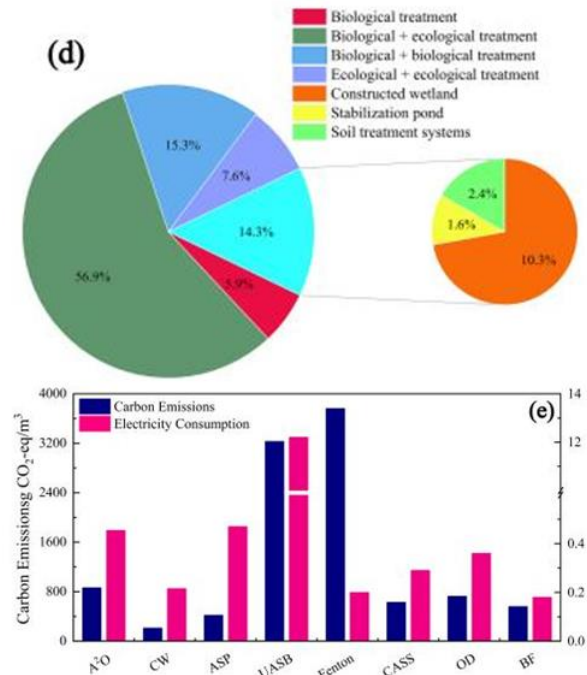 (d)
Biological treatment
Biological + ecological treatment
Biological + biological treatment
Ecological + ecological treatment
Constructed wetland
Stabilization pond
Soil treatment systems
15.3%
7.6%
14.3%
5.9%
56.9%
2.4%
1.6%
10.3%
(e)
Carbon Emissions
Electricity Consumption
Carbon Emissionsg CO₂-eq/m³
4000
3200
2400
1600
800
0
14
12
0.4
0.2
0.0
A²O
CW
ASP
UASB
Fenton
CASS
OD
BF